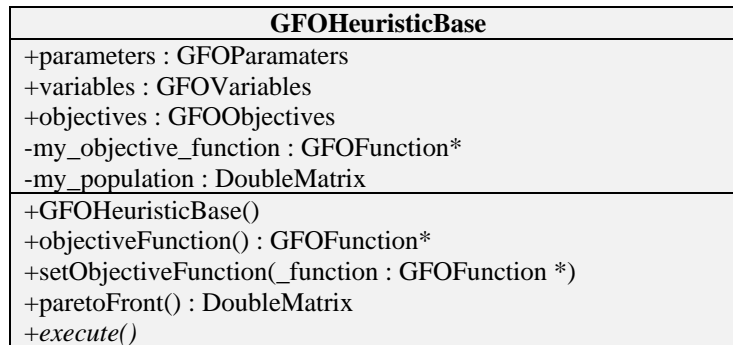 GFOHeuristicBase
+parameters : GFOParamaters
+variables : GFOVariables
+objectives : GFOObjectives
-my_objective_function : GFOFunction*
-my_population : DoubleMatrix
+GFOHeuristicBase()
+objectiveFunction() : GFOFunction*
+setObjectiveFunction(_function : GFOFunction *)
+paretoFront() : DoubleMatrix
+execute()